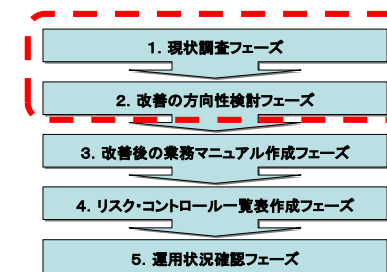 1. 現状調査フェーズ
2. 改善の方向性検討フェーズ
3. 改善後の業務マニュアル作成フェーズ
4. リスク・コントロール一覧表作成フェーズ
5. 運用状況確認フェーズ